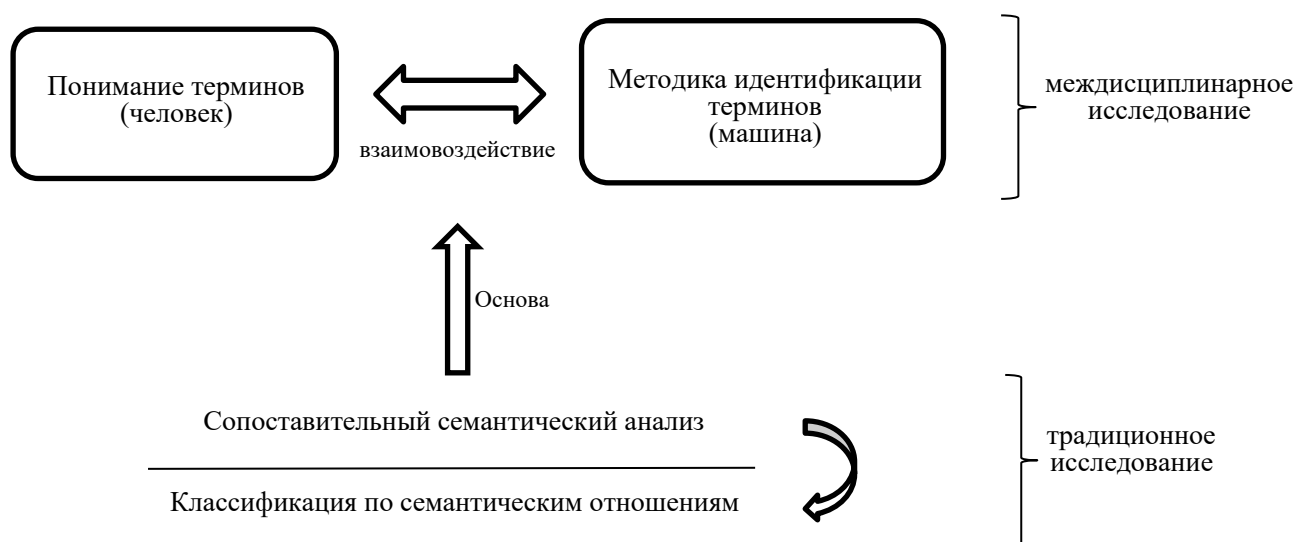 Понимание терминов
(человек)
взаимовоздействие
Методика идентификации
терминов
(машина)
междисциплинарное
исследование
Основа
Сопоставительный семантический анализ
Классификация по семантическим отношениям
традиционное
исследование